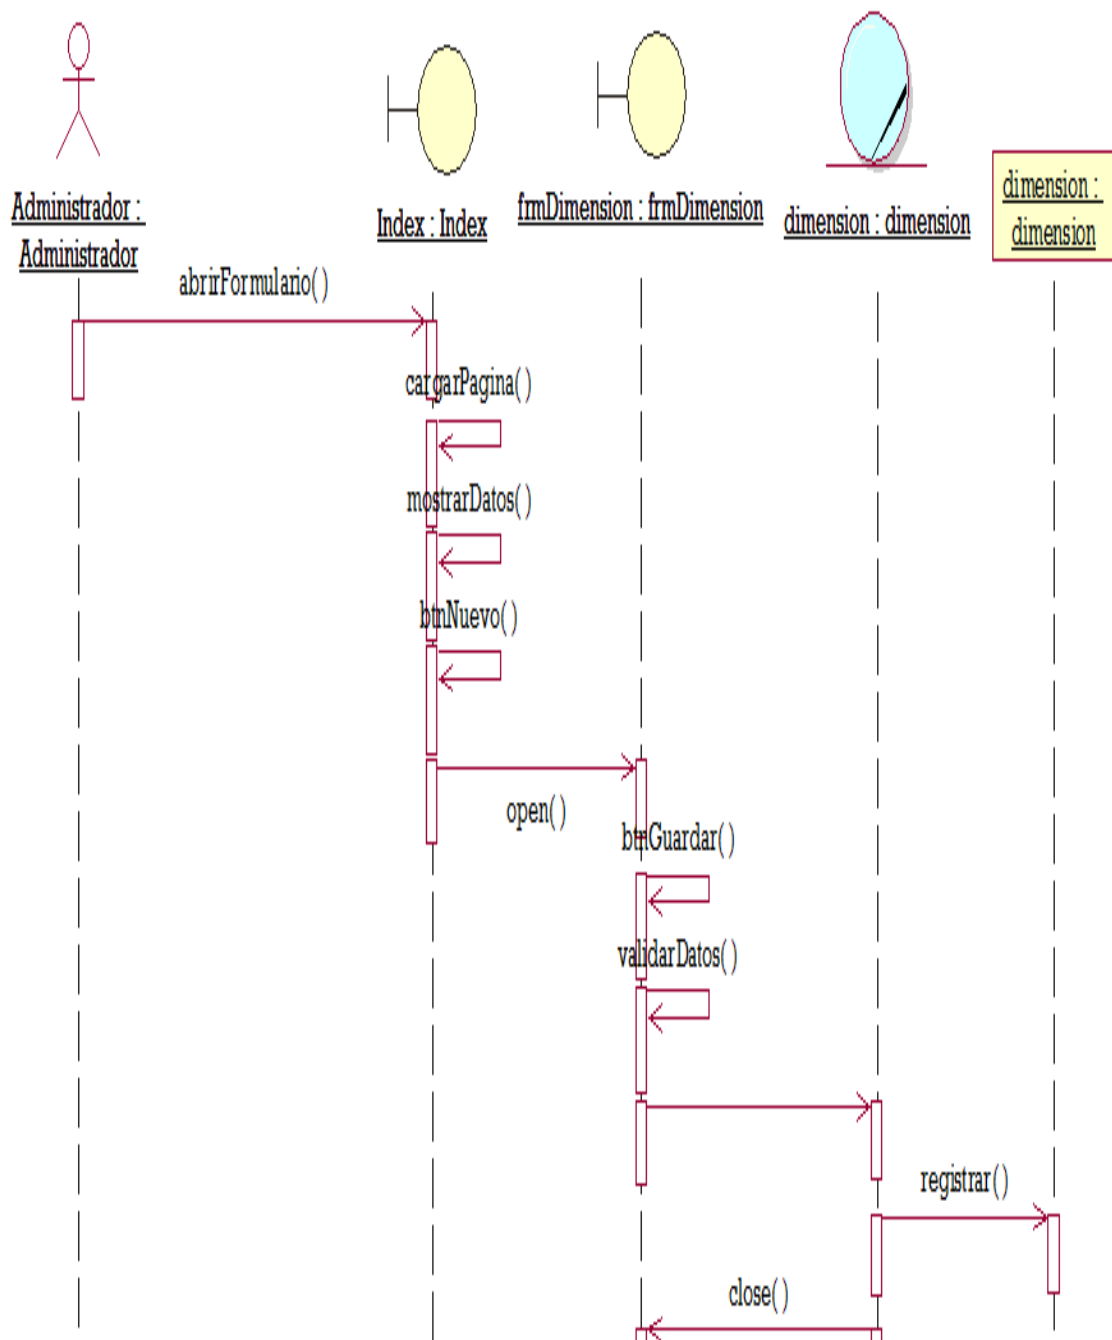 Administrador :
Administrador
Index : Index
frmDimension : frmDimension
dimension : dimension
dimension :
dimension
abrirFormulario( )
cargarPagina( )
mostrarDatos( )
btnNuevo( )
open( )
btnGuardar( )
validarDatos( )
registrar( )
close( )